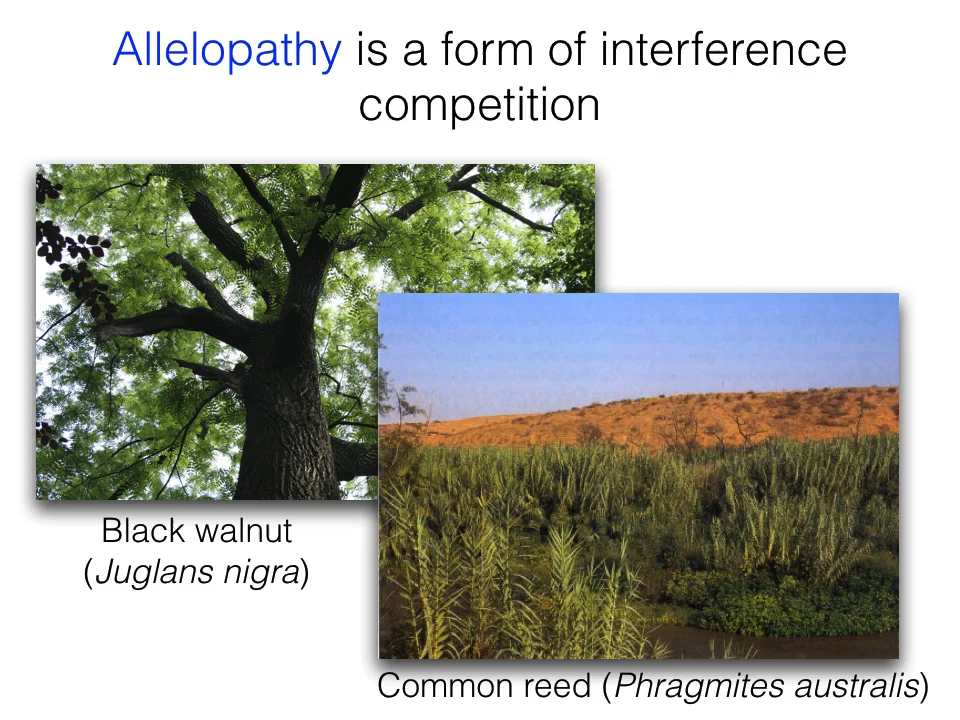 Allelopathy is a form of interference
competition
Black walnut
(Juglans nigra)
Common reed (Phragmites australis)